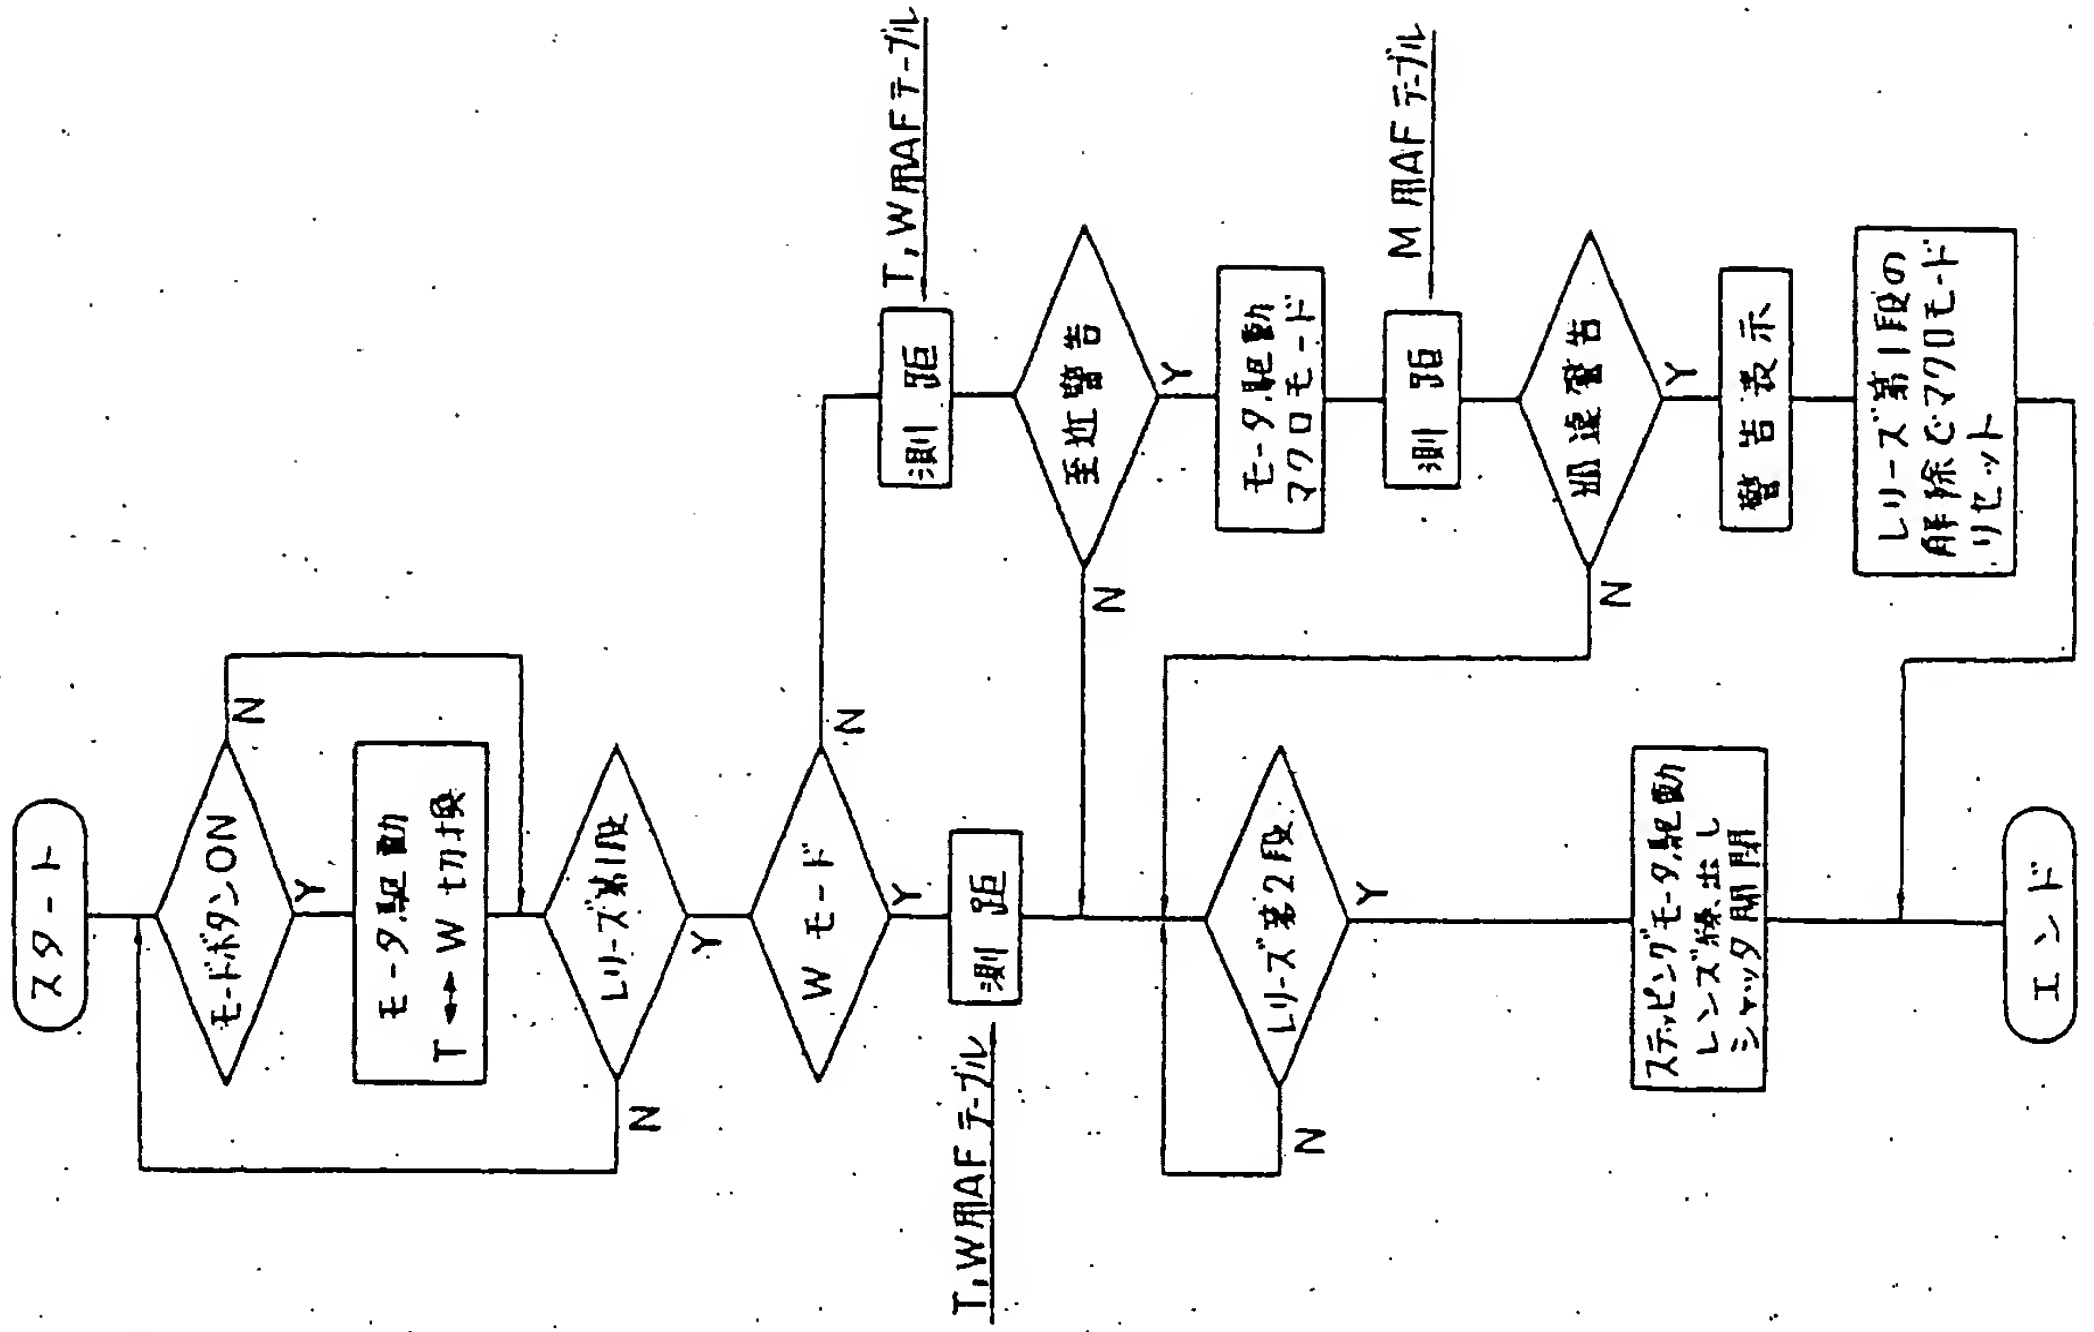 スタート
モードボタンON
N
Y
モータ駆動
T ↔ W 切換
レリーズ第1段
N
Y
W モード
N
Y
測 距
T,W用AFテーブル
測 距
T,W用AFテーブル
至近警告
N
Y
モータ駆動
マクロモード
測 距
M 用AFテーブル
遠警告
N
Y
警告表示
レリーズ第1段の
解除でマクロモード
リセット
レリーズ第2段
N
Y
ステッピングモータ駆動
レンズ繰出し
シャッタ開閉
エンド